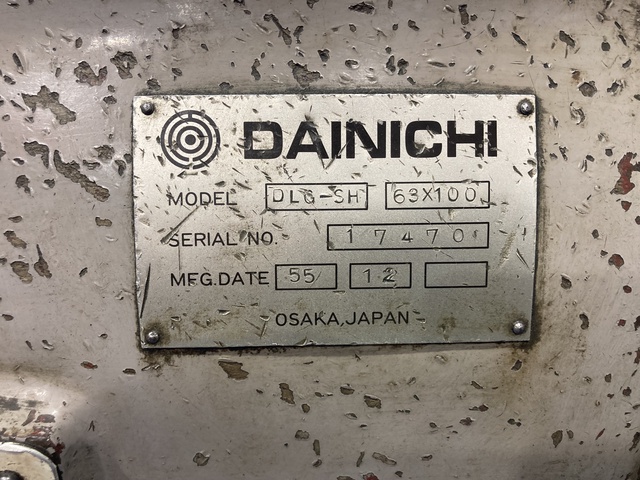 DAINICHI
MODEL DLG-SH 63X100
SERIAL NO. 17470
MFG.DATE 55 12
OSAKA, JAPAN